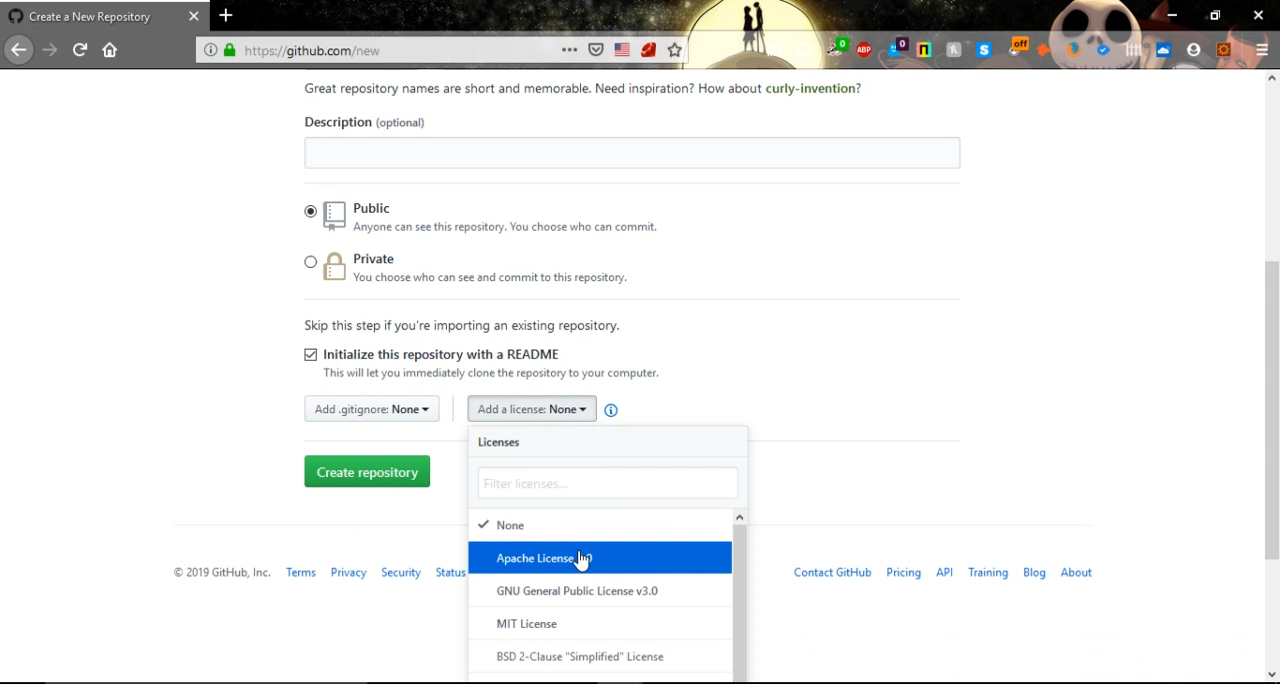 Create a New Repository
https://github.com/new
0
ABP
0
off
Great repository names are short and memorable. Need inspiration? How about curly-invention?
Description (optional)
Public
Anyone can see this repository. You choose who can commit.
Private
You choose who can see and commit to this repository.
Skip this step if you're importing an existing repository.
Initialize this repository with a README
This will let you immediately clone the repository to your computer.
Add .gitignore: None
Add a license: None
Licenses
Filter licenses...
Create repository
None
Apache License
GNU General Public License v3.0
MIT License
BSD 2-Clause "Simplified" License
© 2019 GitHub, Inc. Terms Privacy Security Status Contact GitHub Pricing API Training Blog About